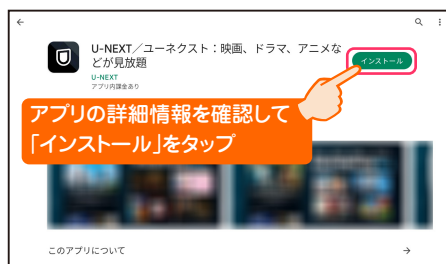 U-NEXT／ユーネクスト：映画、ドラマ、アニメな
どが見放題
U-NEXT
アプリ内課金あり
インストール
アプリの詳細情報を確認して
「インストール」をタップ
このアプリについて